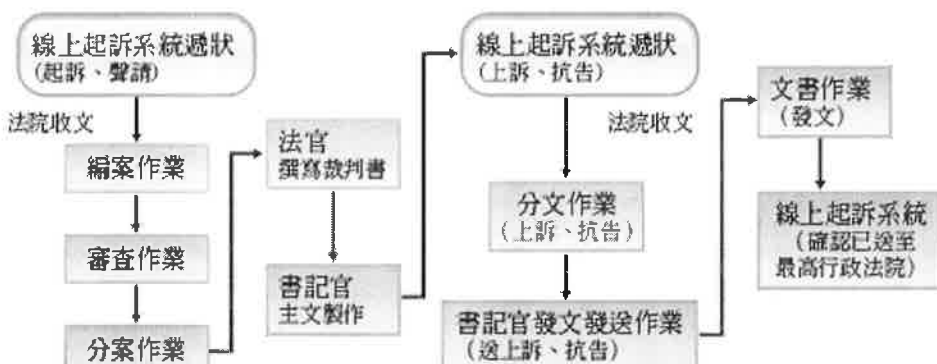 線上起訴系統遞狀
(起訴、聲請)
法院收文
編案作業
審查作業
分案作業
法官
撰寫裁判書
書記官
主文製作
線上起訴系統遞狀
(上訴、抗告)
法院收文
分文作業
(上訴、抗告)
書記官發文發送作業
(送上訴、抗告)
文書作業
(發文)
線上起訴系統
(確認已送至
最高行政法院)